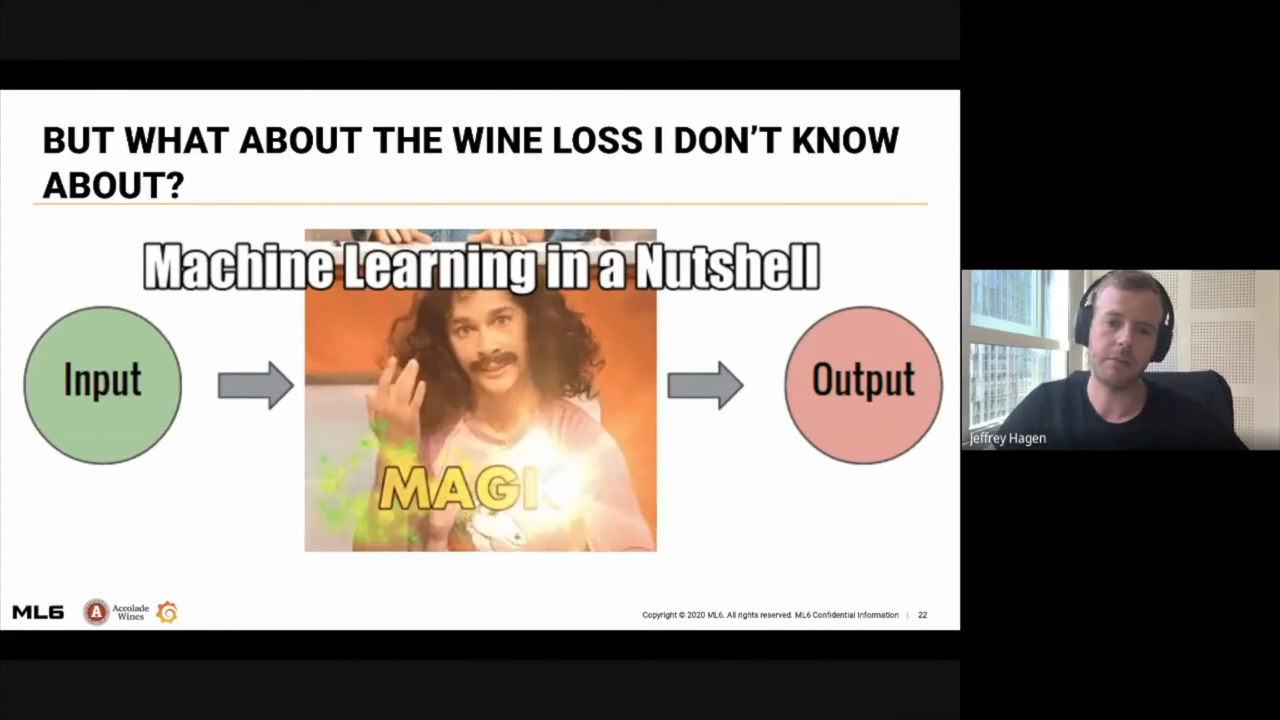 BUT WHAT ABOUT THE WINE LOSS I DON'T KNOW
ABOUT?
Machine Learning in a Nutshell
Input
MAGI
Output
Jeffrey Hagen
ML6
A
Accolade
Wines
Copyright © 2020 ML6. All rights reserved. ML6 Confidential Information | 22